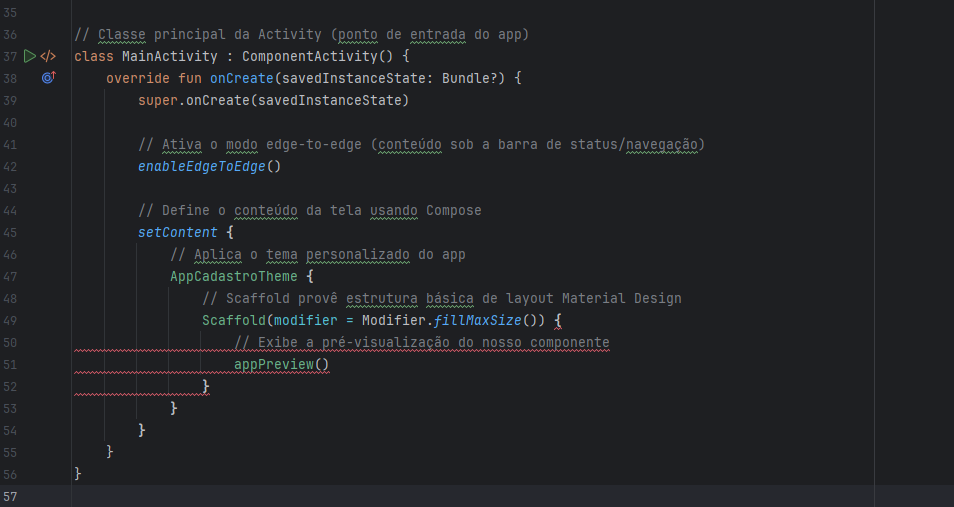 35
36 // Classe principal da Activity (ponto de entrada do app)
37 class MainActivity : ComponentActivity() {
38 override fun onCreate(savedInstanceState: Bundle?) {
39 super.onCreate(savedInstanceState)
40
41 // Ativa o modo edge-to-edge (conteúdo sob a barra de status/navegação)
42 enableEdgeToEdge()
43
44 // Define o conteúdo da tela usando Compose
45 setContent {
46 // Aplica o tema personalizado do app
47 AppCadastroTheme {
48 // Scaffold provê estrutura básica de layout Material Design
49 Scaffold(modifier = Modifier.fillMaxSize()) {
50 // Exibe a pré-visualização do nosso componente
51 appPreview()
52 }
53 }
54 }
55 }
56 }
57